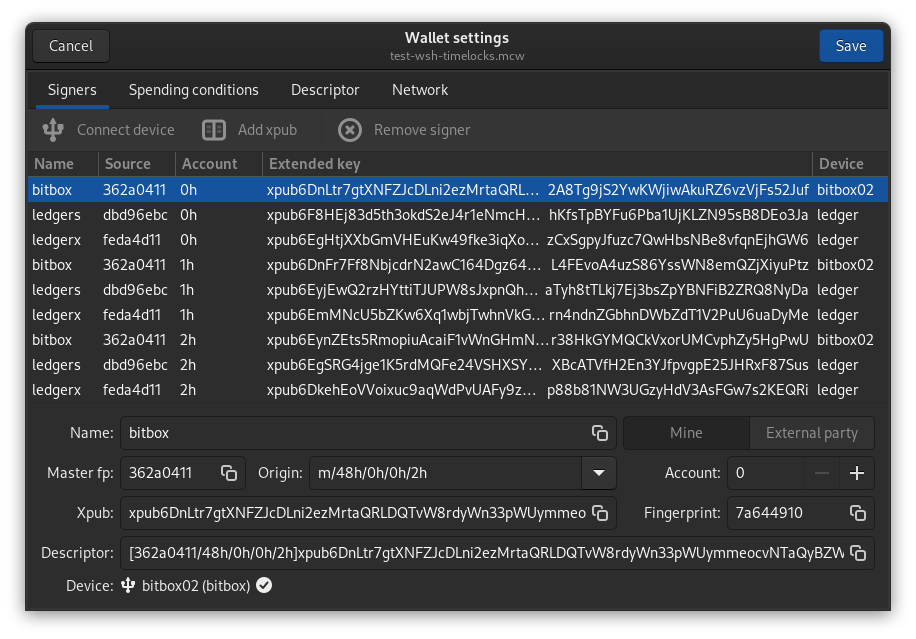 Cancel
Wallet settings
test-wsh-timelocks.mcw
Save
Signers Spending conditions Descriptor Network
Connect device Add xpub Remove signer
Name Source Account Extended key Device
bitbox 362a0411 0h xpub6DnLtr7gtXNFZJcDLni2ezMrtaQRL... 2A8Tg9jS2YwKWjiwAkuRZ6vzVjFs52Juf bitbox02
ledgers dbd96ebc 0h xpub6F8HEj83d5th3okdS2eJ4r1eNmcH... hKfsTpBYFu6Pba1UjKLZN95sB8DEo3Ja ledger
ledgerx feda4d11 0h xpub6EgHtjXXbGmVHEuKw49fke3iqXo... zCxSgpyJfuzc7QwHbsNBe8vfqnEjhGW6 ledger
bitbox 362a0411 1h xpub6DnFr7Ff8NbjcdrN2awC164Dgz64... L4FEvoA4uzS86YssWN8emQZjXiyuPtz bitbox02
ledgers dbd96ebc 1h xpub6EyjEwQ2rzHYttiTJUPW8sJxpnQh... aTyh8tTLkj7Ej3bsZpYBNFiB2ZRQ8NyDa ledger
ledgerx feda4d11 1h xpub6EmMNcU5bZKw6Xq1wbjTwhnVkG... rn4ndnZGbhnDWbZdT1V2PuU6uaDyMe ledger
bitbox 362a0411 2h xpub6EynZEts5RmopiuAcaiF1vWnGHmN... r38HkGYMQCkVxorUMCvphZy5HgPwU bitbox02
ledgers dbd96ebc 2h xpub6EgSRG4jge1K5rdMQFe24VSHXSY... XBcATVfH2En3YJfpvgpE25JHRxF87Sus ledger
ledgerx feda4d11 2h xpub6DkehEoVVoixuc9aqWdPvUAFy9z... p88b81NW3UGzyHdV3AsFGw7s2KEQRi ledger
Name: bitbox Mine External party
Master fp: 362a0411 Origin: m/48h/0h/0h/2h Account: 0
Xpub: xpub6DnLtr7gtXNFZJcDLni2ezMrtaQRLDQTvW8rdyWn33pWUymmeo Fingerprint: 7a644910
Descriptor: [362a0411/48h/0h/0h/2h]xpub6DnLtr7gtXNFZJcDLni2ezMrtaQRLDQTvW8rdyWn33pWUymmeocvNTaQyBZW
Device: bitbox02 (bitbox)